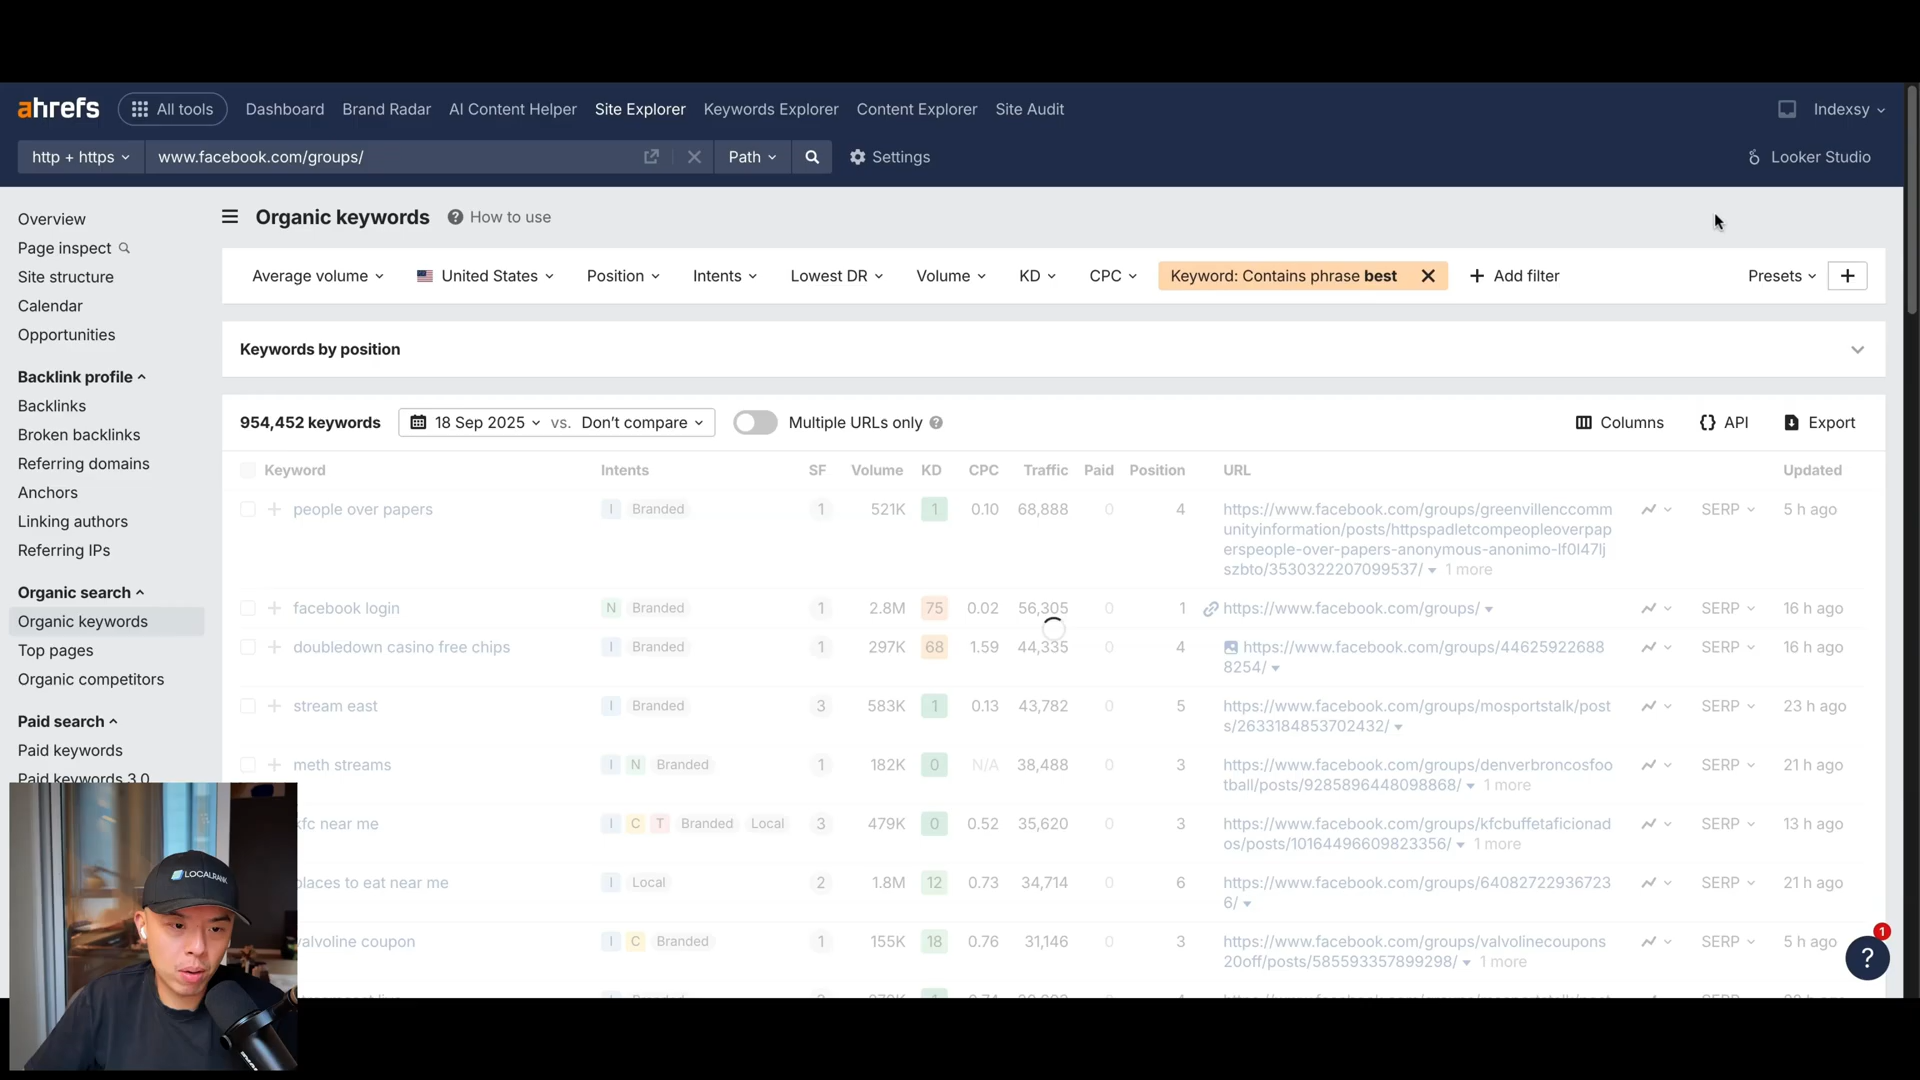 ahrefs All tools Dashboard Brand Radar AI Content Helper Site Explorer Keywords Explorer Content Explorer Site Audit Indexsy
http + https www.facebook.com/groups/ Path Settings Looker Studio
Overview
Page inspect
Site structure
Calendar
Opportunities
Backlink profile
Backlinks
Broken backlinks
Referring domains
Anchors
Linking authors
Referring IPs
Organic search
Organic keywords
Top pages
Organic competitors
Paid search
Paid keywords
Paid keywords 3.0
Organic keywords ? How to use
Average volume United States Position Intents Lowest DR Volume KD CPC Keyword: Contains phrase best Add filter Presets
Keywords by position
954,452 keywords 18 Sep 2025 vs. Don't compare Multiple URLs only ? Columns API Export
Keyword Intents SF Volume KD CPC Traffic Paid Position URL Updated
people over papers I Branded 1 521K 1 0.10 68,888 0 4 https://www.facebook.com/groups/greenvillenccomm SERP 5 h ago
unityinformation/posts/httpspadletcompeopleoverpap
erspeople-over-papers-anonymous-anonimo-lf0l47lj
szbto/3530322207099537/ 1 more
facebook login N Branded 1 2.8M 75 0.02 56,305 0 1 https://www.facebook.com/groups/ SERP 16 h ago
doubledown casino free chips I Branded 1 297K 68 1.59 44,335 0 4 https://www.facebook.com/groups/44625922688 SERP 16 h ago
8254/
stream east I Branded 3 583K 1 0.13 43,782 0 5 https://www.facebook.com/groups/mosportstalk/post SERP 23 h ago
s/2633184853702432/
meth streams I N Branded 1 182K 0 N/A 38,488 0 3 https://www.facebook.com/groups/denverbroncosfoo SERP 21 h ago
tball/posts/9285896448098868/ 1 more
kfc near me I C T Branded Local 3 479K 0 0.52 35,620 0 3 https://www.facebook.com/groups/kfcbuffetaficionad SERP 13 h ago
os/posts/10164496609823356/ 1 more
places to eat near me I Local 2 1.8M 12 0.73 34,714 0 6 https://www.facebook.com/groups/64082722936723 SERP 21 h ago
6/
valvoline coupon I C Branded 1 155K 18 0.76 31,146 0 3 https://www.facebook.com/groups/valvolinecoupons SERP 5 h ago
20off/posts/585593357899298/ 1 more
? 1
LOCALRANK